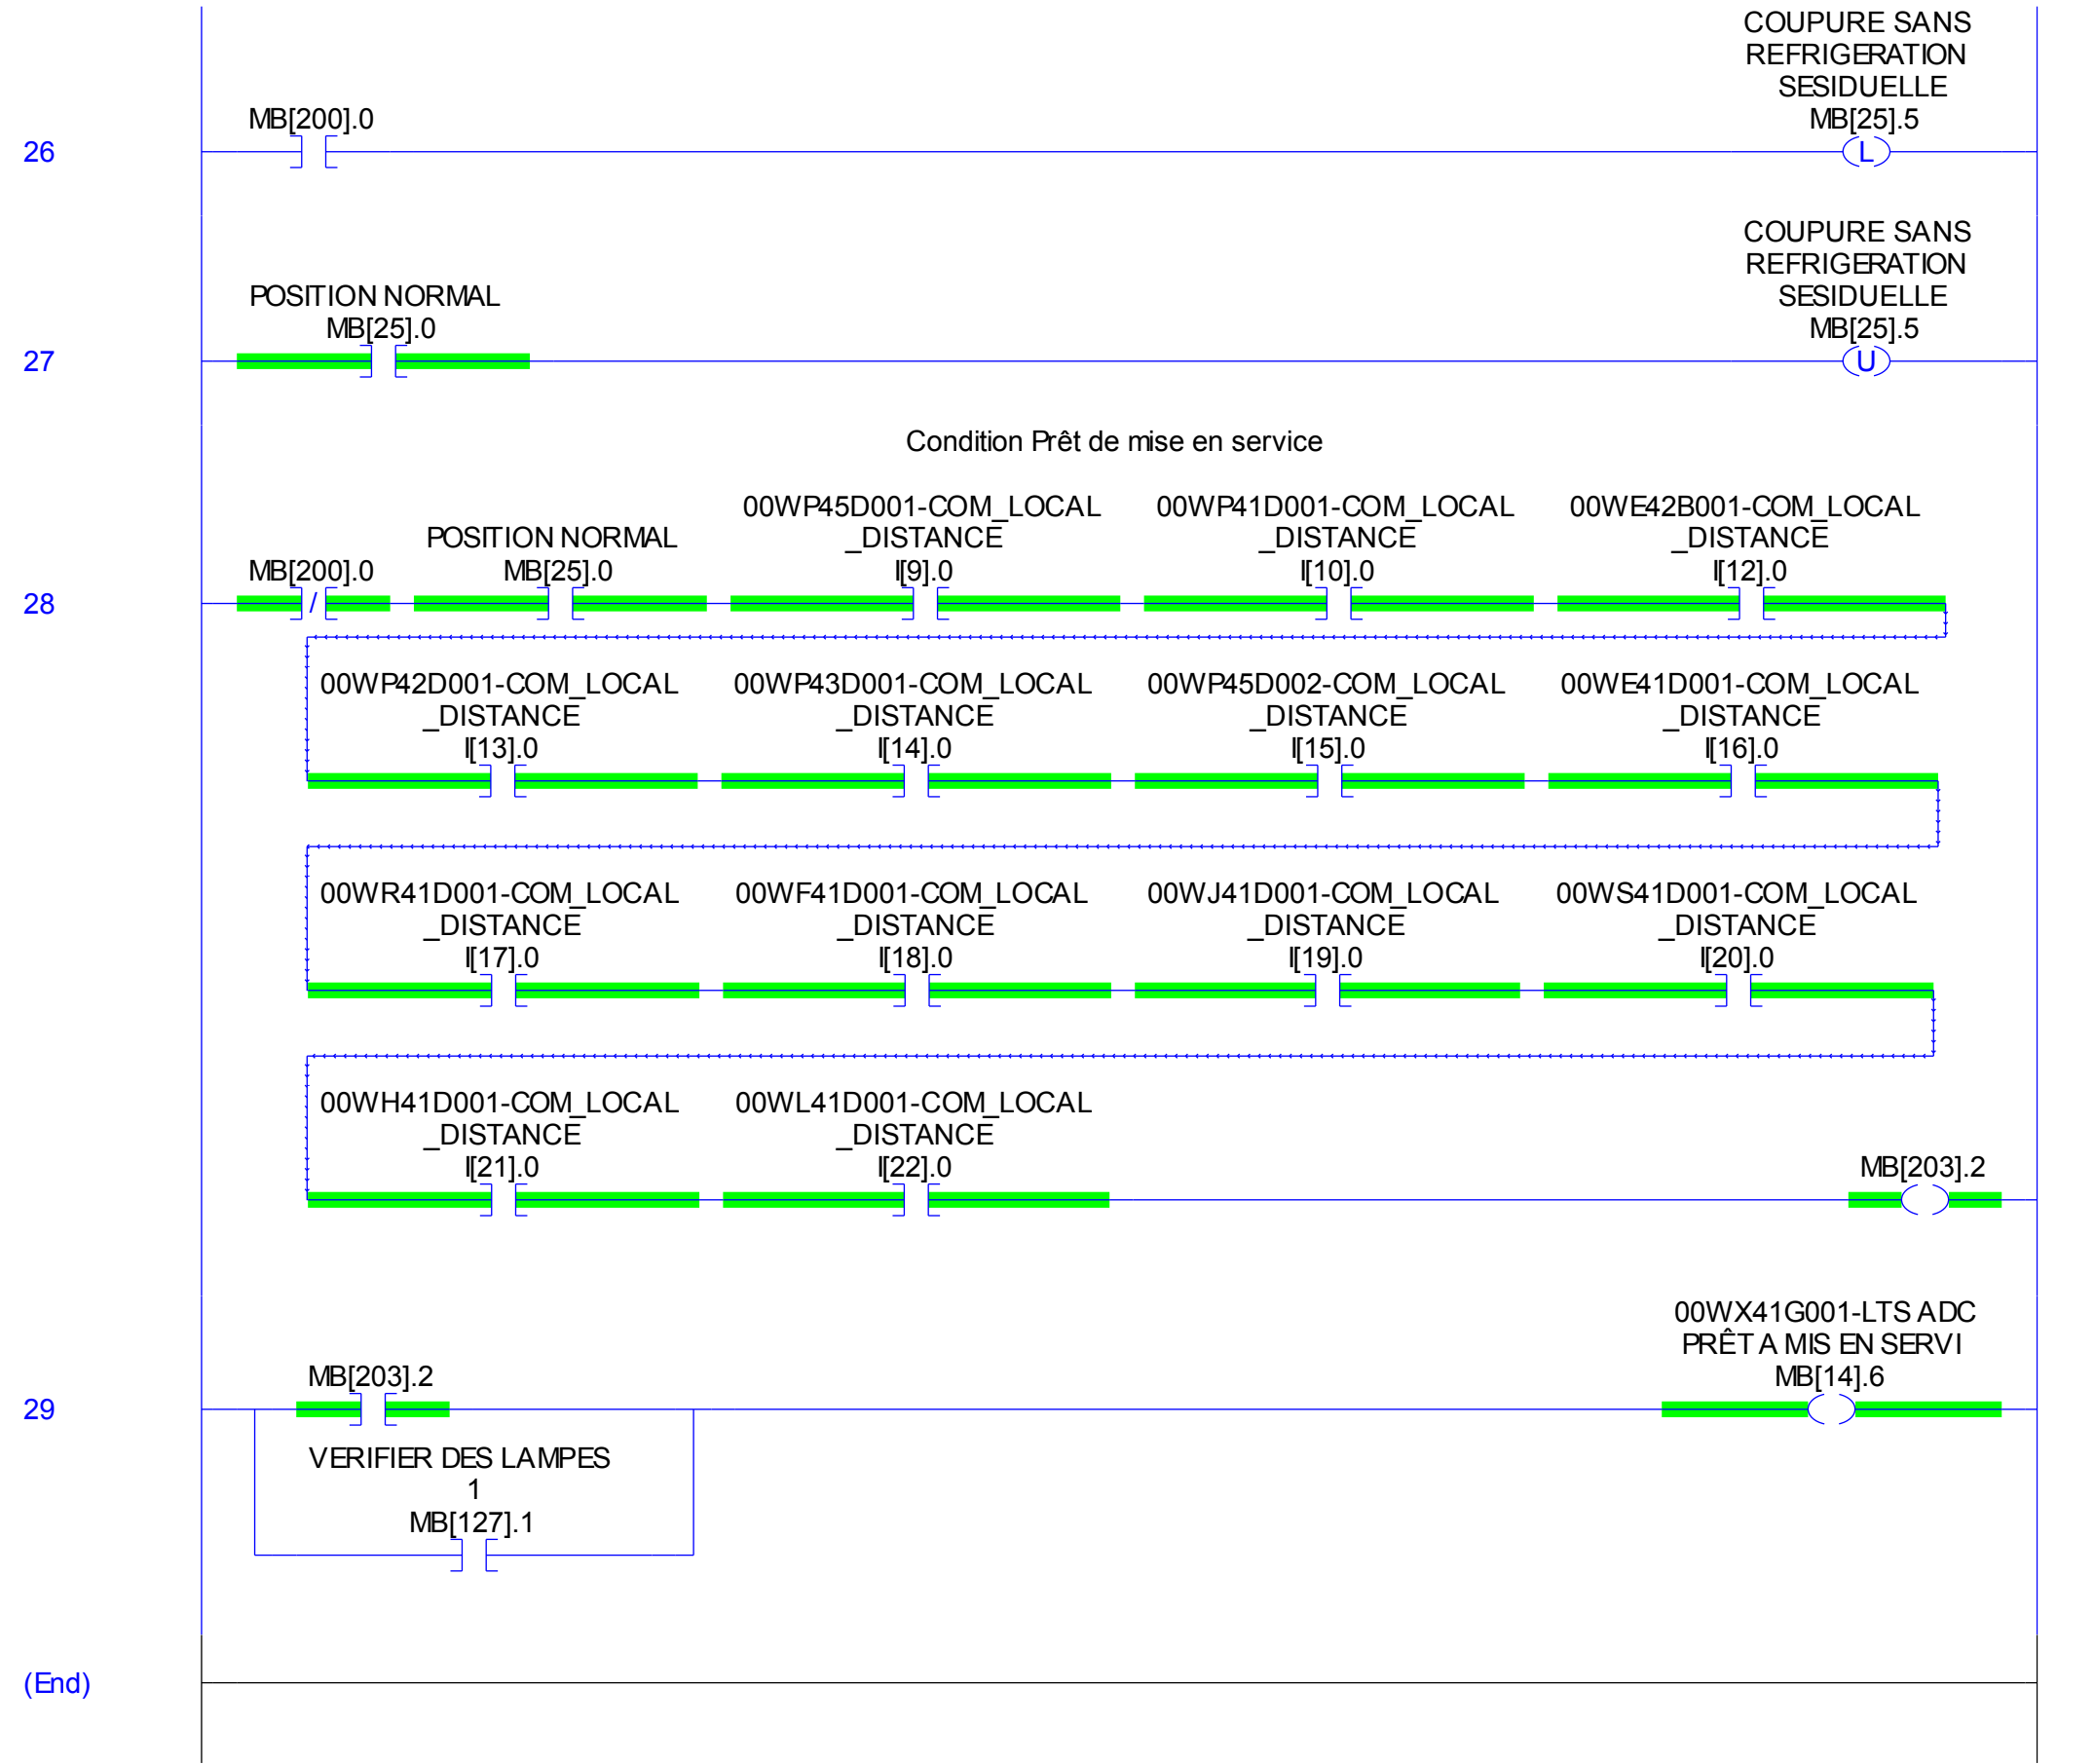 COUPURE SANS
REFRIGERATION
SESIDUELLE
MB[200].0
MB[25].5
26
L
COUPURE SANS
REFRIGERATION
SESIDUELLE
POSITION NORMAL
MB[25].0
MB[25].5
27
U
Condition Prêt de mise en service
00WP45D001-COM_LOCAL
_DISTANCE
00WP41D001-COM_LOCAL
_DISTANCE
00WE42B001-COM_LOCAL
_DISTANCE
POSITION NORMAL
MB[200].0
MB[25].0
I[9].0
I[10].0
I[12].0
28
/
00WP42D001-COM_LOCAL
_DISTANCE
I[13].0
00WP43D001-COM_LOCAL
_DISTANCE
I[14].0
00WP45D002-COM_LOCAL
_DISTANCE
I[15].0
00WE41D001-COM_LOCAL
_DISTANCE
I[16].0
00WR41D001-COM_LOCAL
_DISTANCE
I[17].0
00WF41D001-COM_LOCAL
_DISTANCE
I[18].0
00WJ41D001-COM_LOCAL
_DISTANCE
I[19].0
00WS41D001-COM_LOCAL
_DISTANCE
I[20].0
00WH41D001-COM_LOCAL
_DISTANCE
I[21].0
00WL41D001-COM_LOCAL
_DISTANCE
I[22].0
MB[203].2
00WX41G001-LTS ADC
PRÊT A MIS EN SERVI
MB[14].6
MB[203].2
29
VERIFIER DES LAMPES
1
MB[127].1
(End)